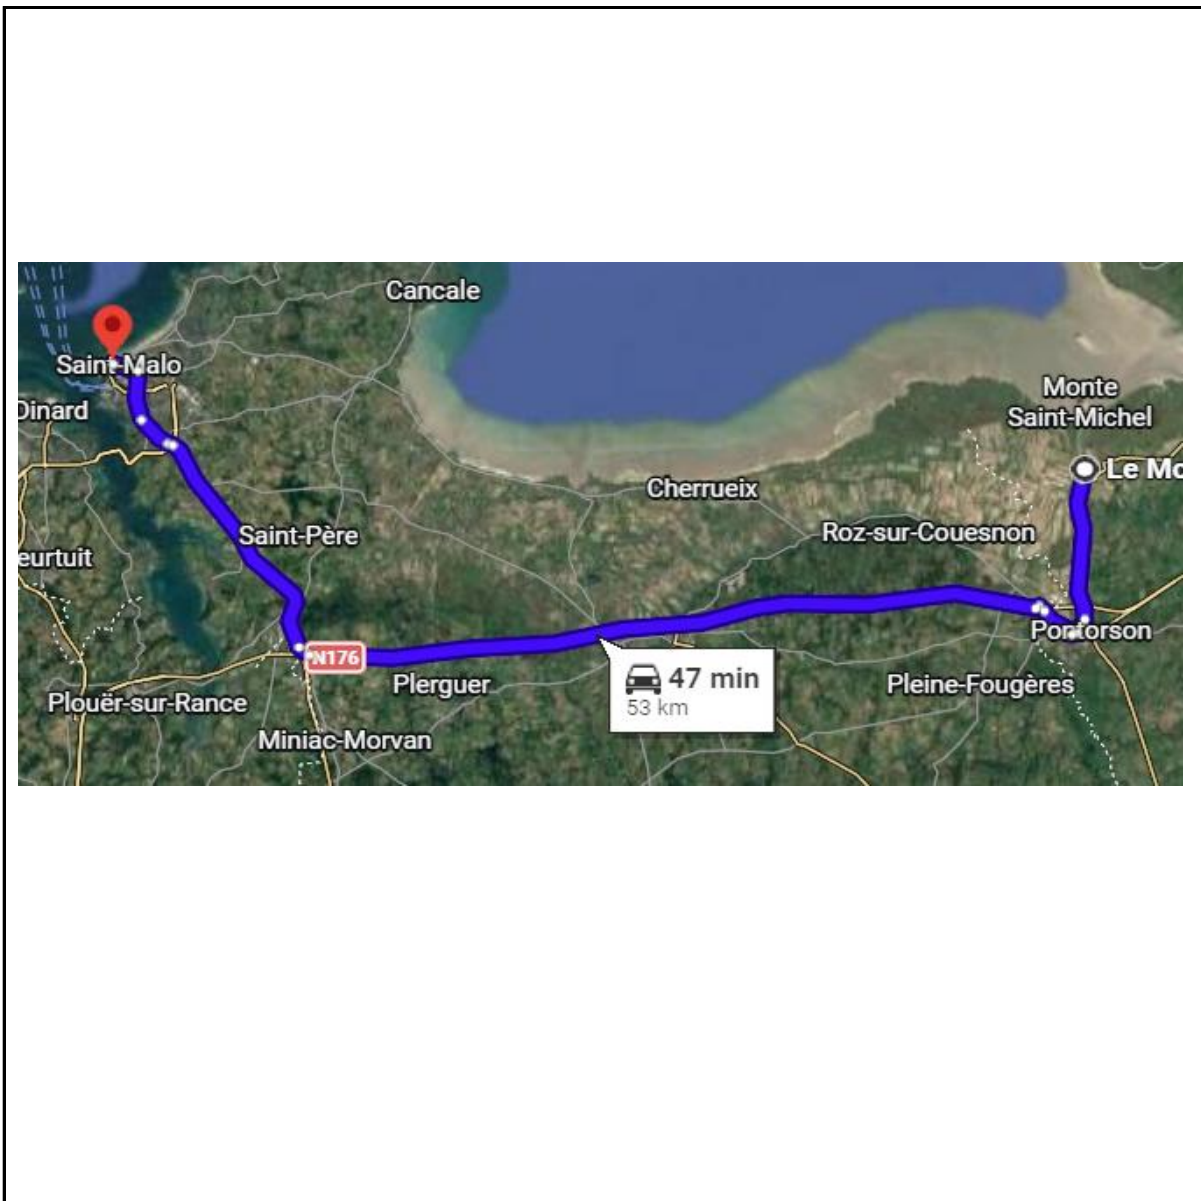 Cancale
Saint-Malo
Dinard
Monte
Saint-Michel
Le Mo
Cherrueix
Saint-Père
Roz-sur-Couesnon
eurtuit
Pontorson
N176
Plerguer
47 min
53 km
Pleine-Fougères
Plouër-sur-Rance
Miniac-Morvan